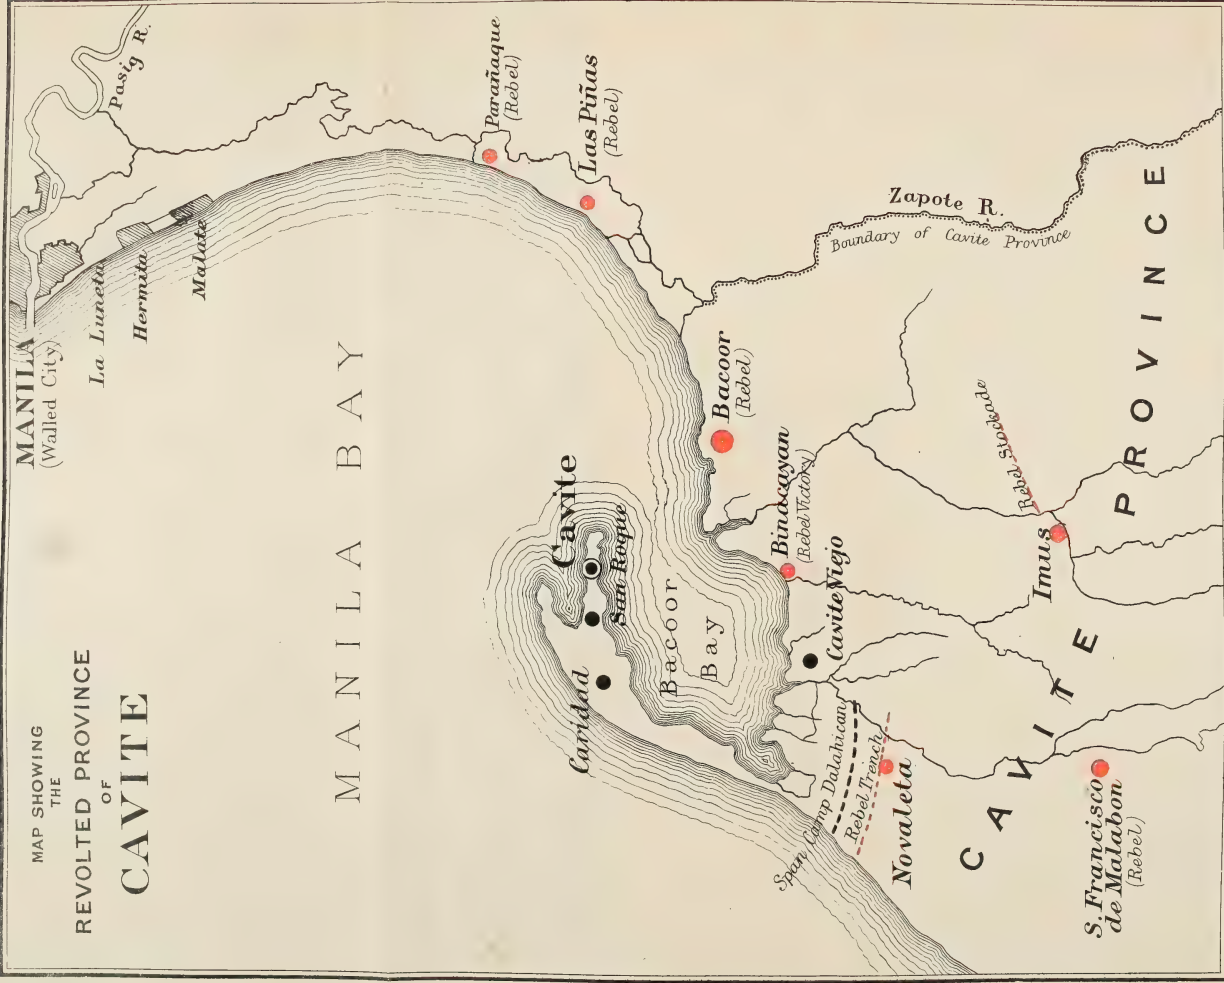 MAP SHOWING
THE
REVOLTED PROVINCE
OF
CAVITE
MANILA
(Walled City)
Pasig R.
La Luneta
Hermita
Malate
MANILA BAY
Parañaque
(Rebel)
Las Piñas
(Rebel)
Zapote R.
Boundary of Cavite Province
Bacoor
(Rebel)
Cavite
San Roque
Caridad
Bacoor
Bay
Binacayan
(Rebel Victory)
Cavite Viejo
Rebel Stockade
Imus
Span Camp Dalahican
Rebel Trench
Novaleta
S. Francisco
de Malabon
(Rebel)
CAVITE PROVINCE